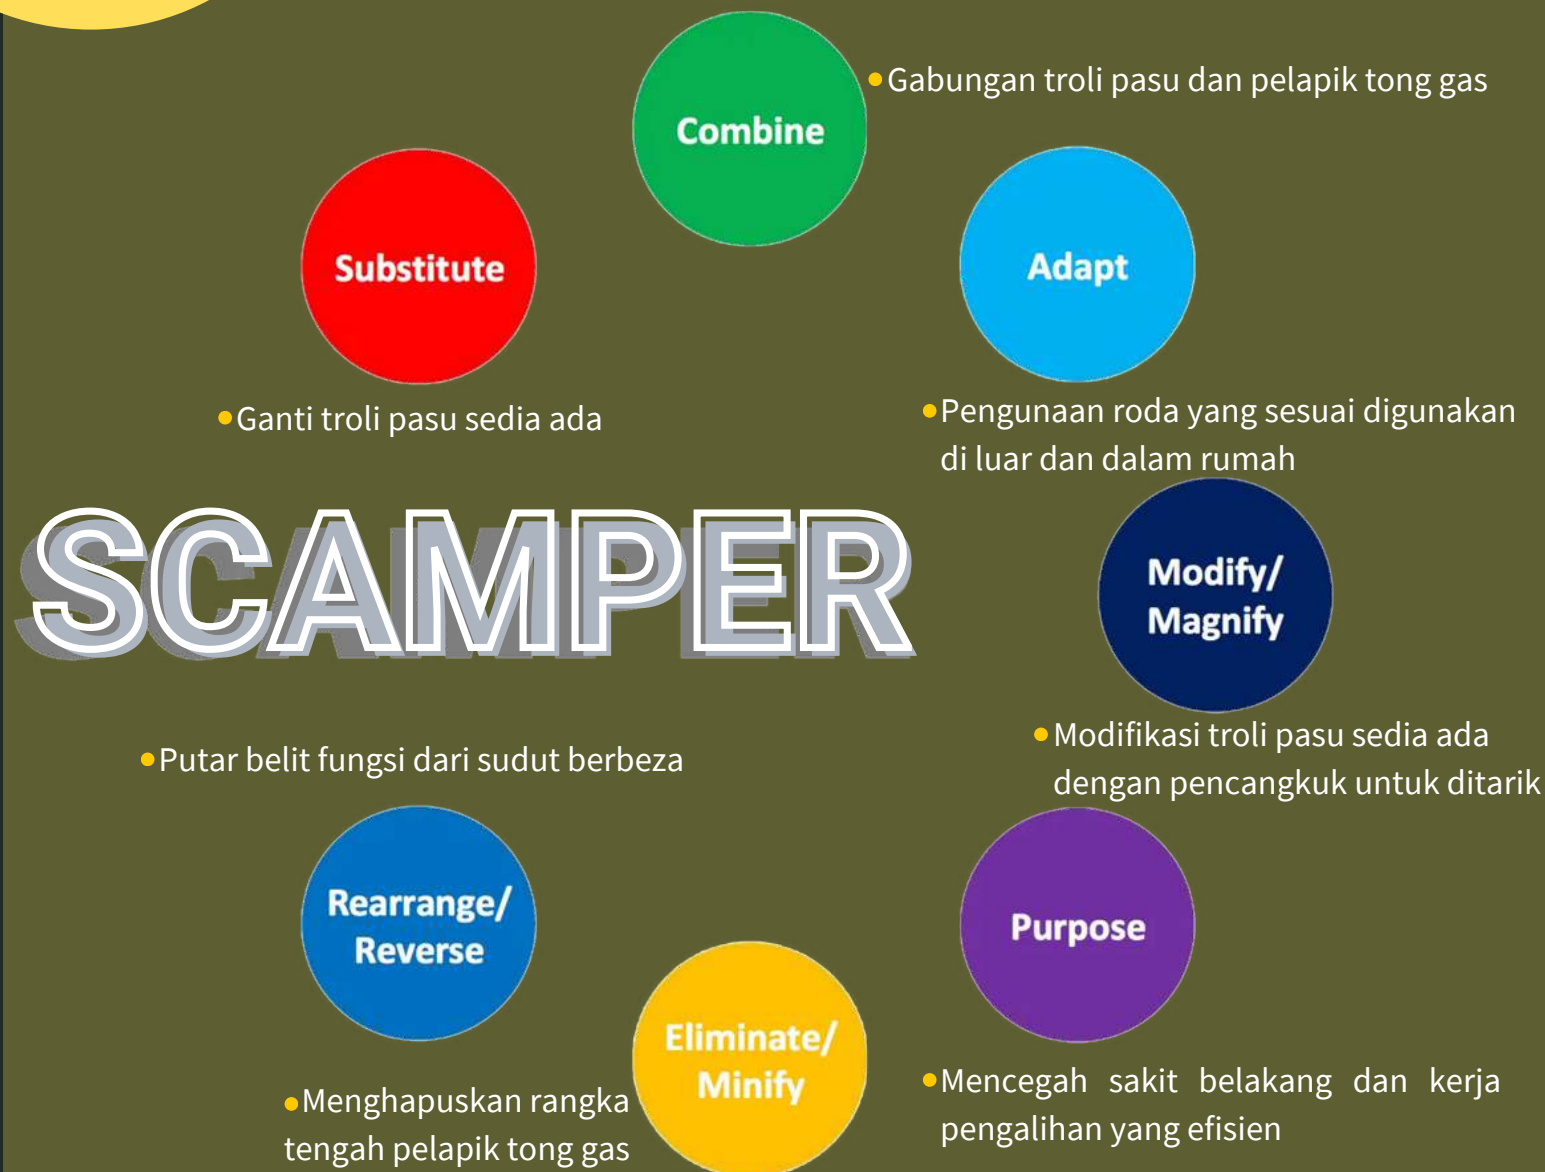 Combine
Gabungan troli pasu dan pelapik tong gas
Substitute
Ganti troli pasu sedia ada
Adapt
Pengunaan roda yang sesuai digunakan
di luar dan dalam rumah
SCAMPER
Modify/
Magnify
Modifikasi troli pasu sedia ada
dengan pencangkuk untuk ditarik
Putar belit fungsi dari sudut berbeza
Rearrange/
Reverse
Purpose
Mencegah sakit belakang dan kerja
pengalihan yang efisien
Eliminate/
Minify
Menghapuskan rangka
tengah pelapik tong gas